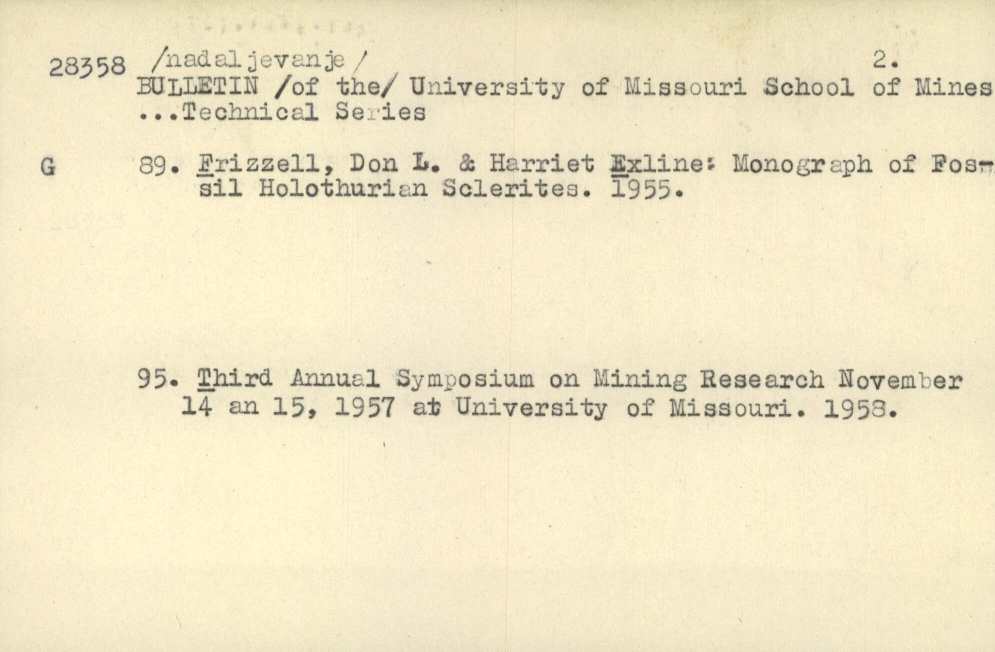 28358 /nadaljevanje/ 2.
BULLETIN /of the/ University of Missouri School of Mines
...Technical Series
G 89. Frizzell, Don L. & Harriet Exline: Monograph of Fos-
sil Holothurian Sclerites. 1955.
95. Third Annual Symposium on Mining Research November
14 an 15, 1957 at University of Missouri. 1958.